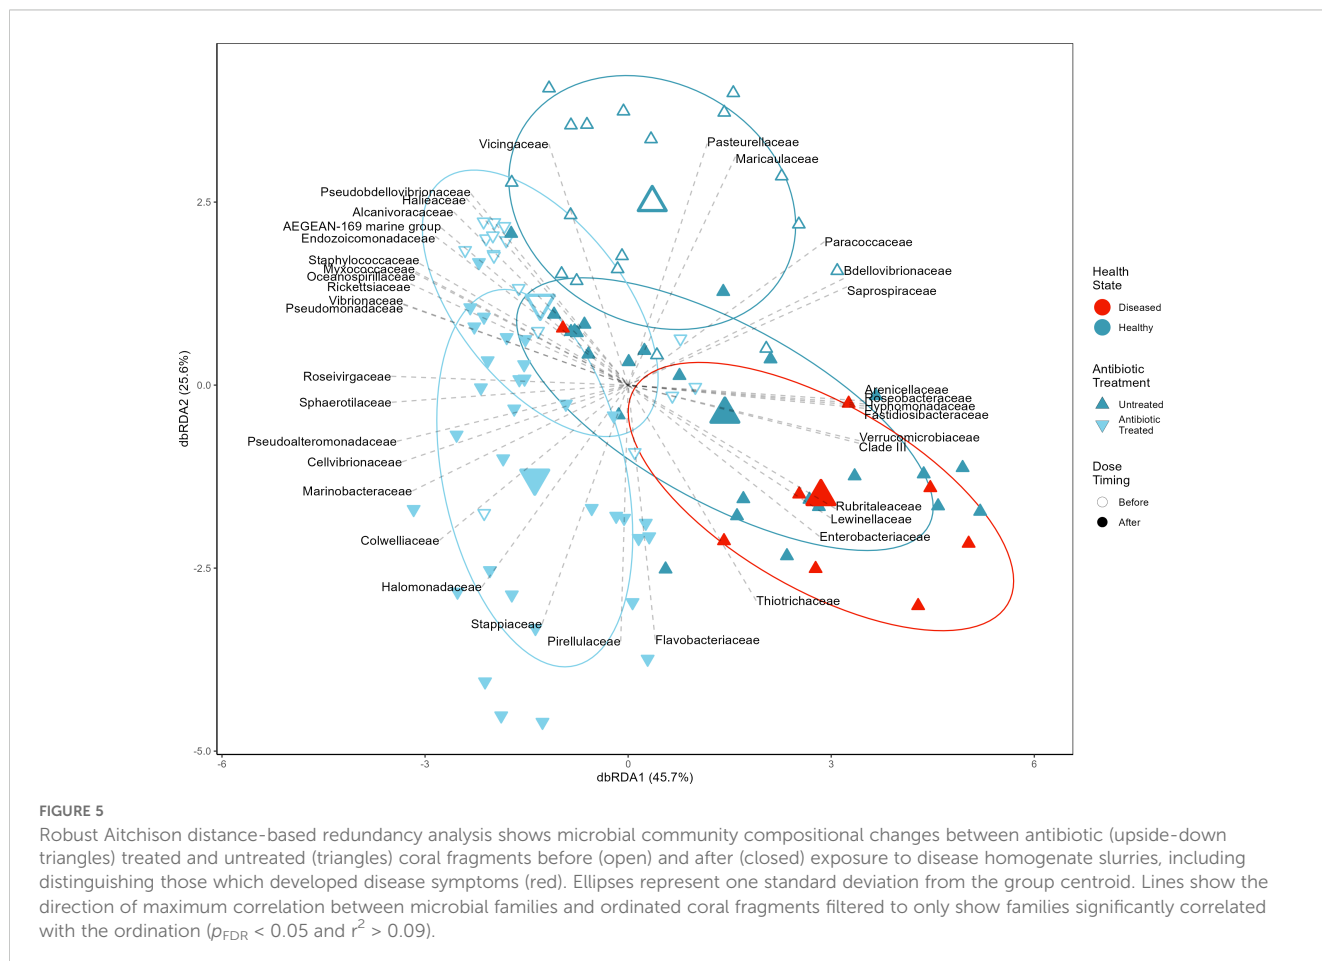 Vicingaceae
Pasteurellaceae
Maricaulaceae
Pseudobdellovibrionaceae
Halieaceae
Alcanivoracaceae
AEGEAN-169 marine group
Endozoicomonadaceae
Paracoccaceae
Staphylococcaceae
Myxococcaceae
Oceanospirillaceae
Rickettsiaceae
Vibrionaceae
Pseudomonadaceae
Bdellovibrionaceae
Saprospiraceae
Roseivirgaceae
Sphaerotilaceae
Arenicellaceae
Roseobacteraceae
Hyphomonadaceae
Fastidiosibacteraceae
Pseudoalteromonadaceae
Verrucomicrobiaceae
Clade III
Cellvibrionaceae
Marinobacteraceae
Rubritaleaceae
Lewinellaceae
Enterobacteriaceae
Colwelliaceae
Halomonadaceae
Thiotrichaceae
Stappiaceae
Pirellulaceae
Flavobacteriaceae
2.5
0.0
-2.5
-5.0
dbRDA2 (25.6%)
-6
-3
0
3
6
dbRDA1 (45.7%)
Health
State
Diseased
Healthy
Antibiotic
Treatment
Untreated
Antibiotic
Treated
Dose
Timing
Before
After
FIGURE 5
Robust Aitchison distance-based redundancy analysis shows microbial community compositional changes between antibiotic (upside-down
triangles) treated and untreated (triangles) coral fragments before (open) and after (closed) exposure to disease homogenate slurries, including
distinguishing those which developed disease symptoms (red). Ellipses represent one standard deviation from the group centroid. Lines show the
direction of maximum correlation between microbial families and ordinated coral fragments filtered to only show families significantly correlated
with the ordination (pFDR < 0.05 and r² > 0.09).